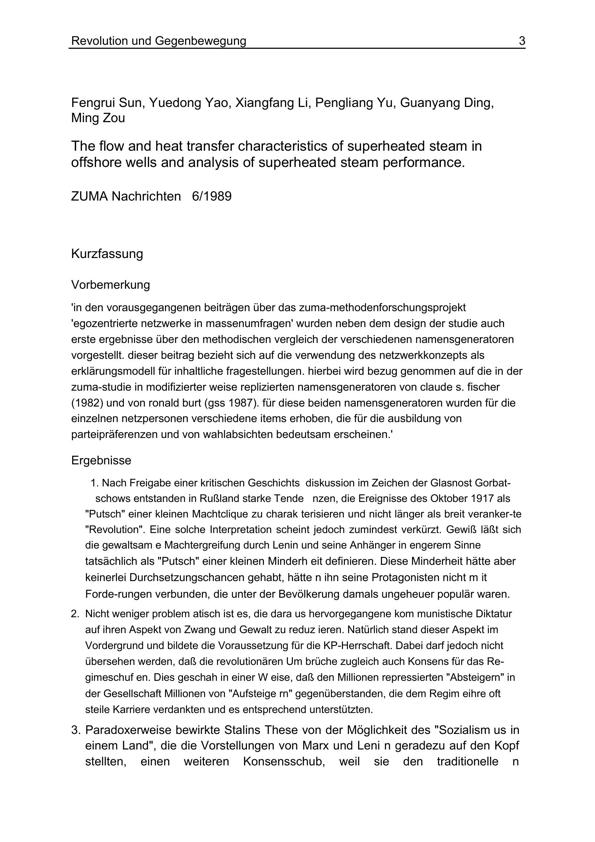 Revolution und Gegenbewegung 3
Fengrui Sun, Yuedong Yao, Xiangfang Li, Pengliang Yu, Guanyang Ding,
Ming Zou
The flow and heat transfer characteristics of superheated steam in
offshore wells and analysis of superheated steam performance.
ZUMA Nachrichten 6/1989
Kurzfassung
Vorbemerkung
'in den vorausgegangenen beiträgen über das zuma-methodenforschungsprojekt
'egozentrierte netzwerke in massenumfragen' wurden neben dem design der studie auch
erste ergebnisse über den methodischen vergleich der verschiedenen namensgeneratoren
vorgestellt. dieser beitrag bezieht sich auf die verwendung des netzwerkkonzepts als
erklärungsmodell für inhaltliche fragestellungen. hierbei wird bezug genommen auf die in der
zuma-studie in modifizierter weise replizierten namensgeneratoren von claude s. fischer
(1982) und von ronald burt (gss 1987). für diese beiden namensgeneratoren wurden für die
einzelnen netzpersonen verschiedene items erhoben, die für die ausbildung von
parteipräferenzen und von wahlabsichten bedeutsam erscheinen.'
Ergebnisse
1. Nach Freigabe einer kritischen Geschichts diskussion im Zeichen der Glasnost Gorbat-
schows entstanden in Rußland starke Tende nzen, die Ereignisse des Oktober 1917 als
"Putsch" einer kleinen Machtclique zu charak terisieren und nicht länger als breit veranker-te
"Revolution". Eine solche Interpretation scheint jedoch zumindest verkürzt. Gewiß läßt sich
die gewaltsam e Machtergreifung durch Lenin und seine Anhänger in engerem Sinne
tatsächlich als "Putsch" einer kleinen Minderh eit definieren. Diese Minderheit hätte aber
keinerlei Durchsetzungschancen gehabt, hätte n ihn seine Protagonisten nicht m it
Forde-rungen verbunden, die unter der Bevölkerung damals ungeheuer populär waren.
2. Nicht weniger problem atisch ist es, die dara us hervorgegangene kom munistische Diktatur
auf ihren Aspekt von Zwang und Gewalt zu reduz ieren. Natürlich stand dieser Aspekt im
Vordergrund und bildete die Voraussetzung für die KP-Herrschaft. Dabei darf jedoch nicht
übersehen werden, daß die revolutionären Um brüche zugleich auch Konsens für das Re-
gimeschuf en. Dies geschah in einer W eise, daß den Millionen repressierten "Absteigern" in
der Gesellschaft Millionen von "Aufsteige rn" gegenüberstanden, die dem Regim eihre oft
steile Karriere verdankten und es entsprechend unterstützten.
3. Paradoxerweise bewirkte Stalins These von der Möglichkeit des "Sozialism us in
einem Land", die die Vorstellungen von Marx und Leni n geradezu auf den Kopf
stellten, einen weiteren Konsensschub, weil sie den traditionelle n